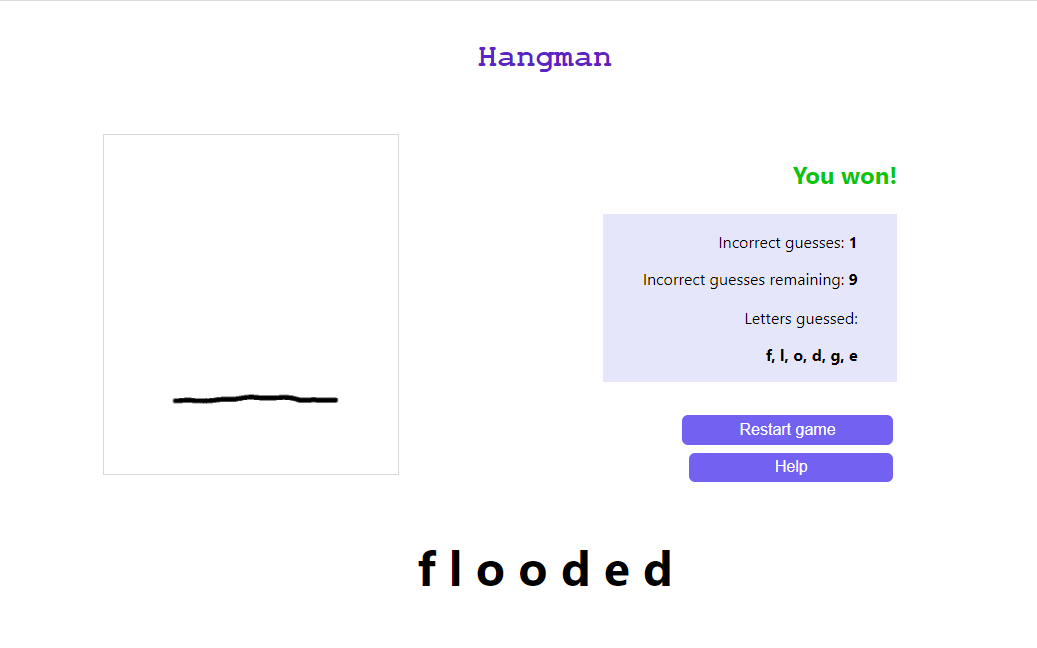 Hangman
You won!
Incorrect guesses: 1
Incorrect guesses remaining: 9
Letters guessed:
f, l, o, d, g, e
Restart game
Help
f l o o d e d